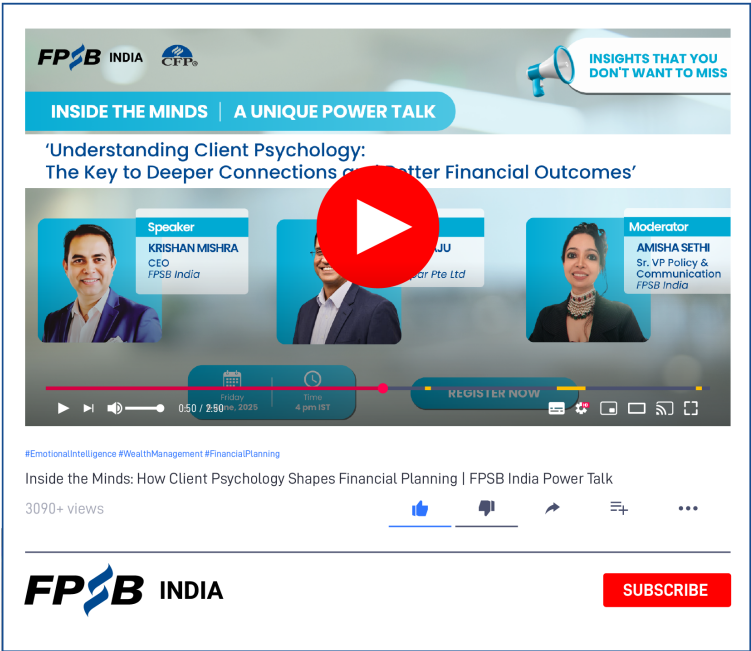 FPSB INDIA CFP®
INSIGHTS THAT YOU
DON'T WANT TO MISS
INSIDE THE MINDS | A UNIQUE POWER TALK
‘Understanding Client Psychology:
The Key to Deeper Connections Financial Outcomes’
Speaker
KRISHAN MISHRA
CEO
FPSB India
Pte Ltd
Moderator
AMISHA SETHI
Sr. VP Policy &
Communication
FPSB India
Friday
June, 2025
Time
4 pm IST
REGISTER NOW
0:50 / 2:50
HD
#EmotionalIntelligence #WealthManagement #FinancialPlanning
Inside the Minds: How Client Psychology Shapes Financial Planning | FPSB India Power Talk
3090+ views
FPSB INDIA
SUBSCRIBE